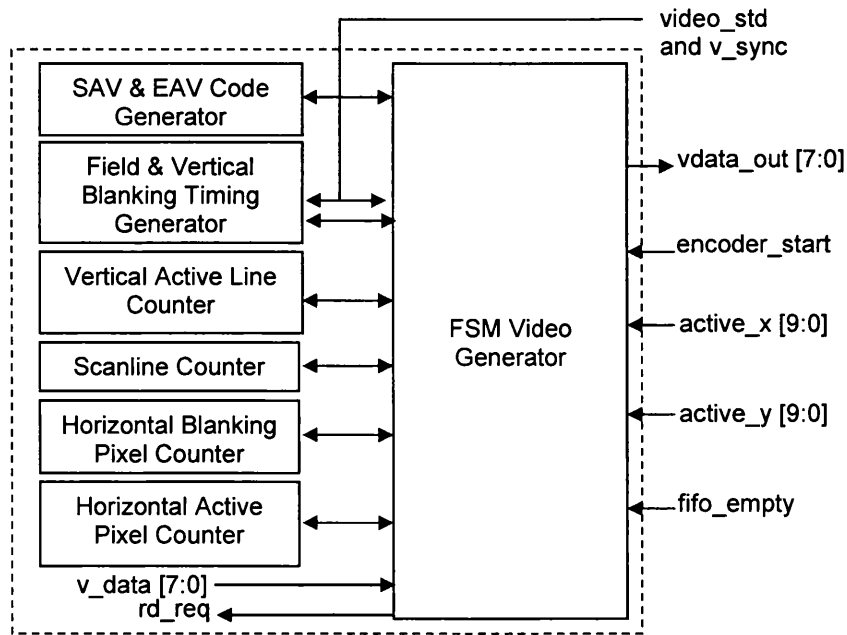 video_std
and v_sync
SAV & EAV Code
Generator
Field & Vertical
Blanking Timing
Generator
Vertical Active Line
Counter
Scanline Counter
Horizontal Blanking
Pixel Counter
Horizontal Active
Pixel Counter
v_data [7:0]
rd_req
FSM Video
Generator
vdata_out [7:0]
encoder_start
active_x [9:0]
active_y [9:0]
fifo_empty